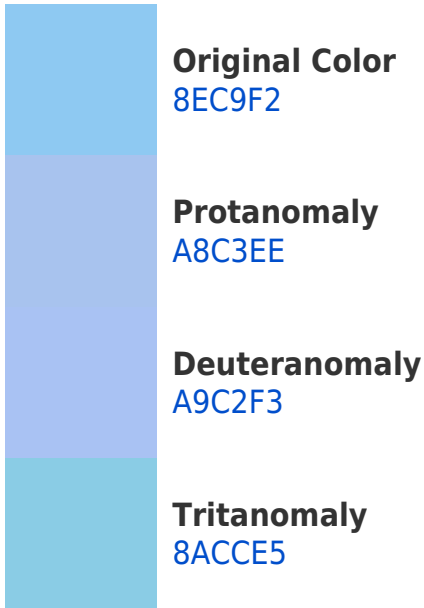 Original Color
8EC9F2
Protanomaly
A8C3EE
Deuteranomaly
A9C2F3
Tritanomaly
8ACCE5